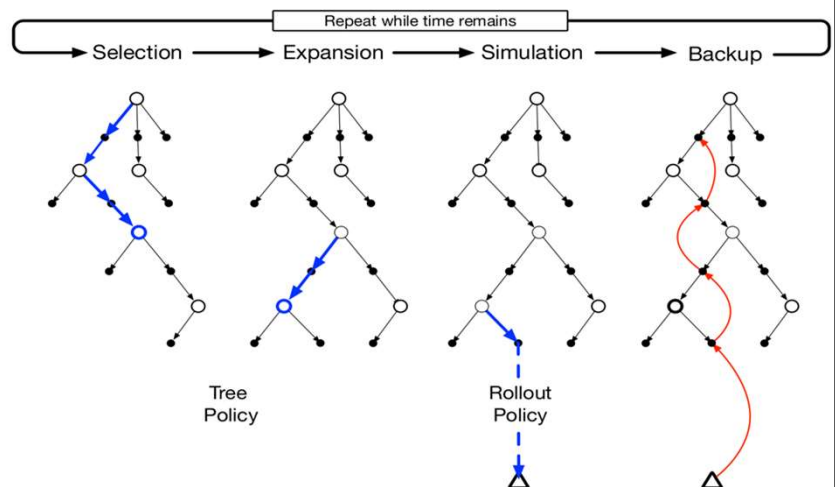 Repeat while time remains
Selection
Expansion
Simulation
Backup
Tree
Policy
Rollout
Policy